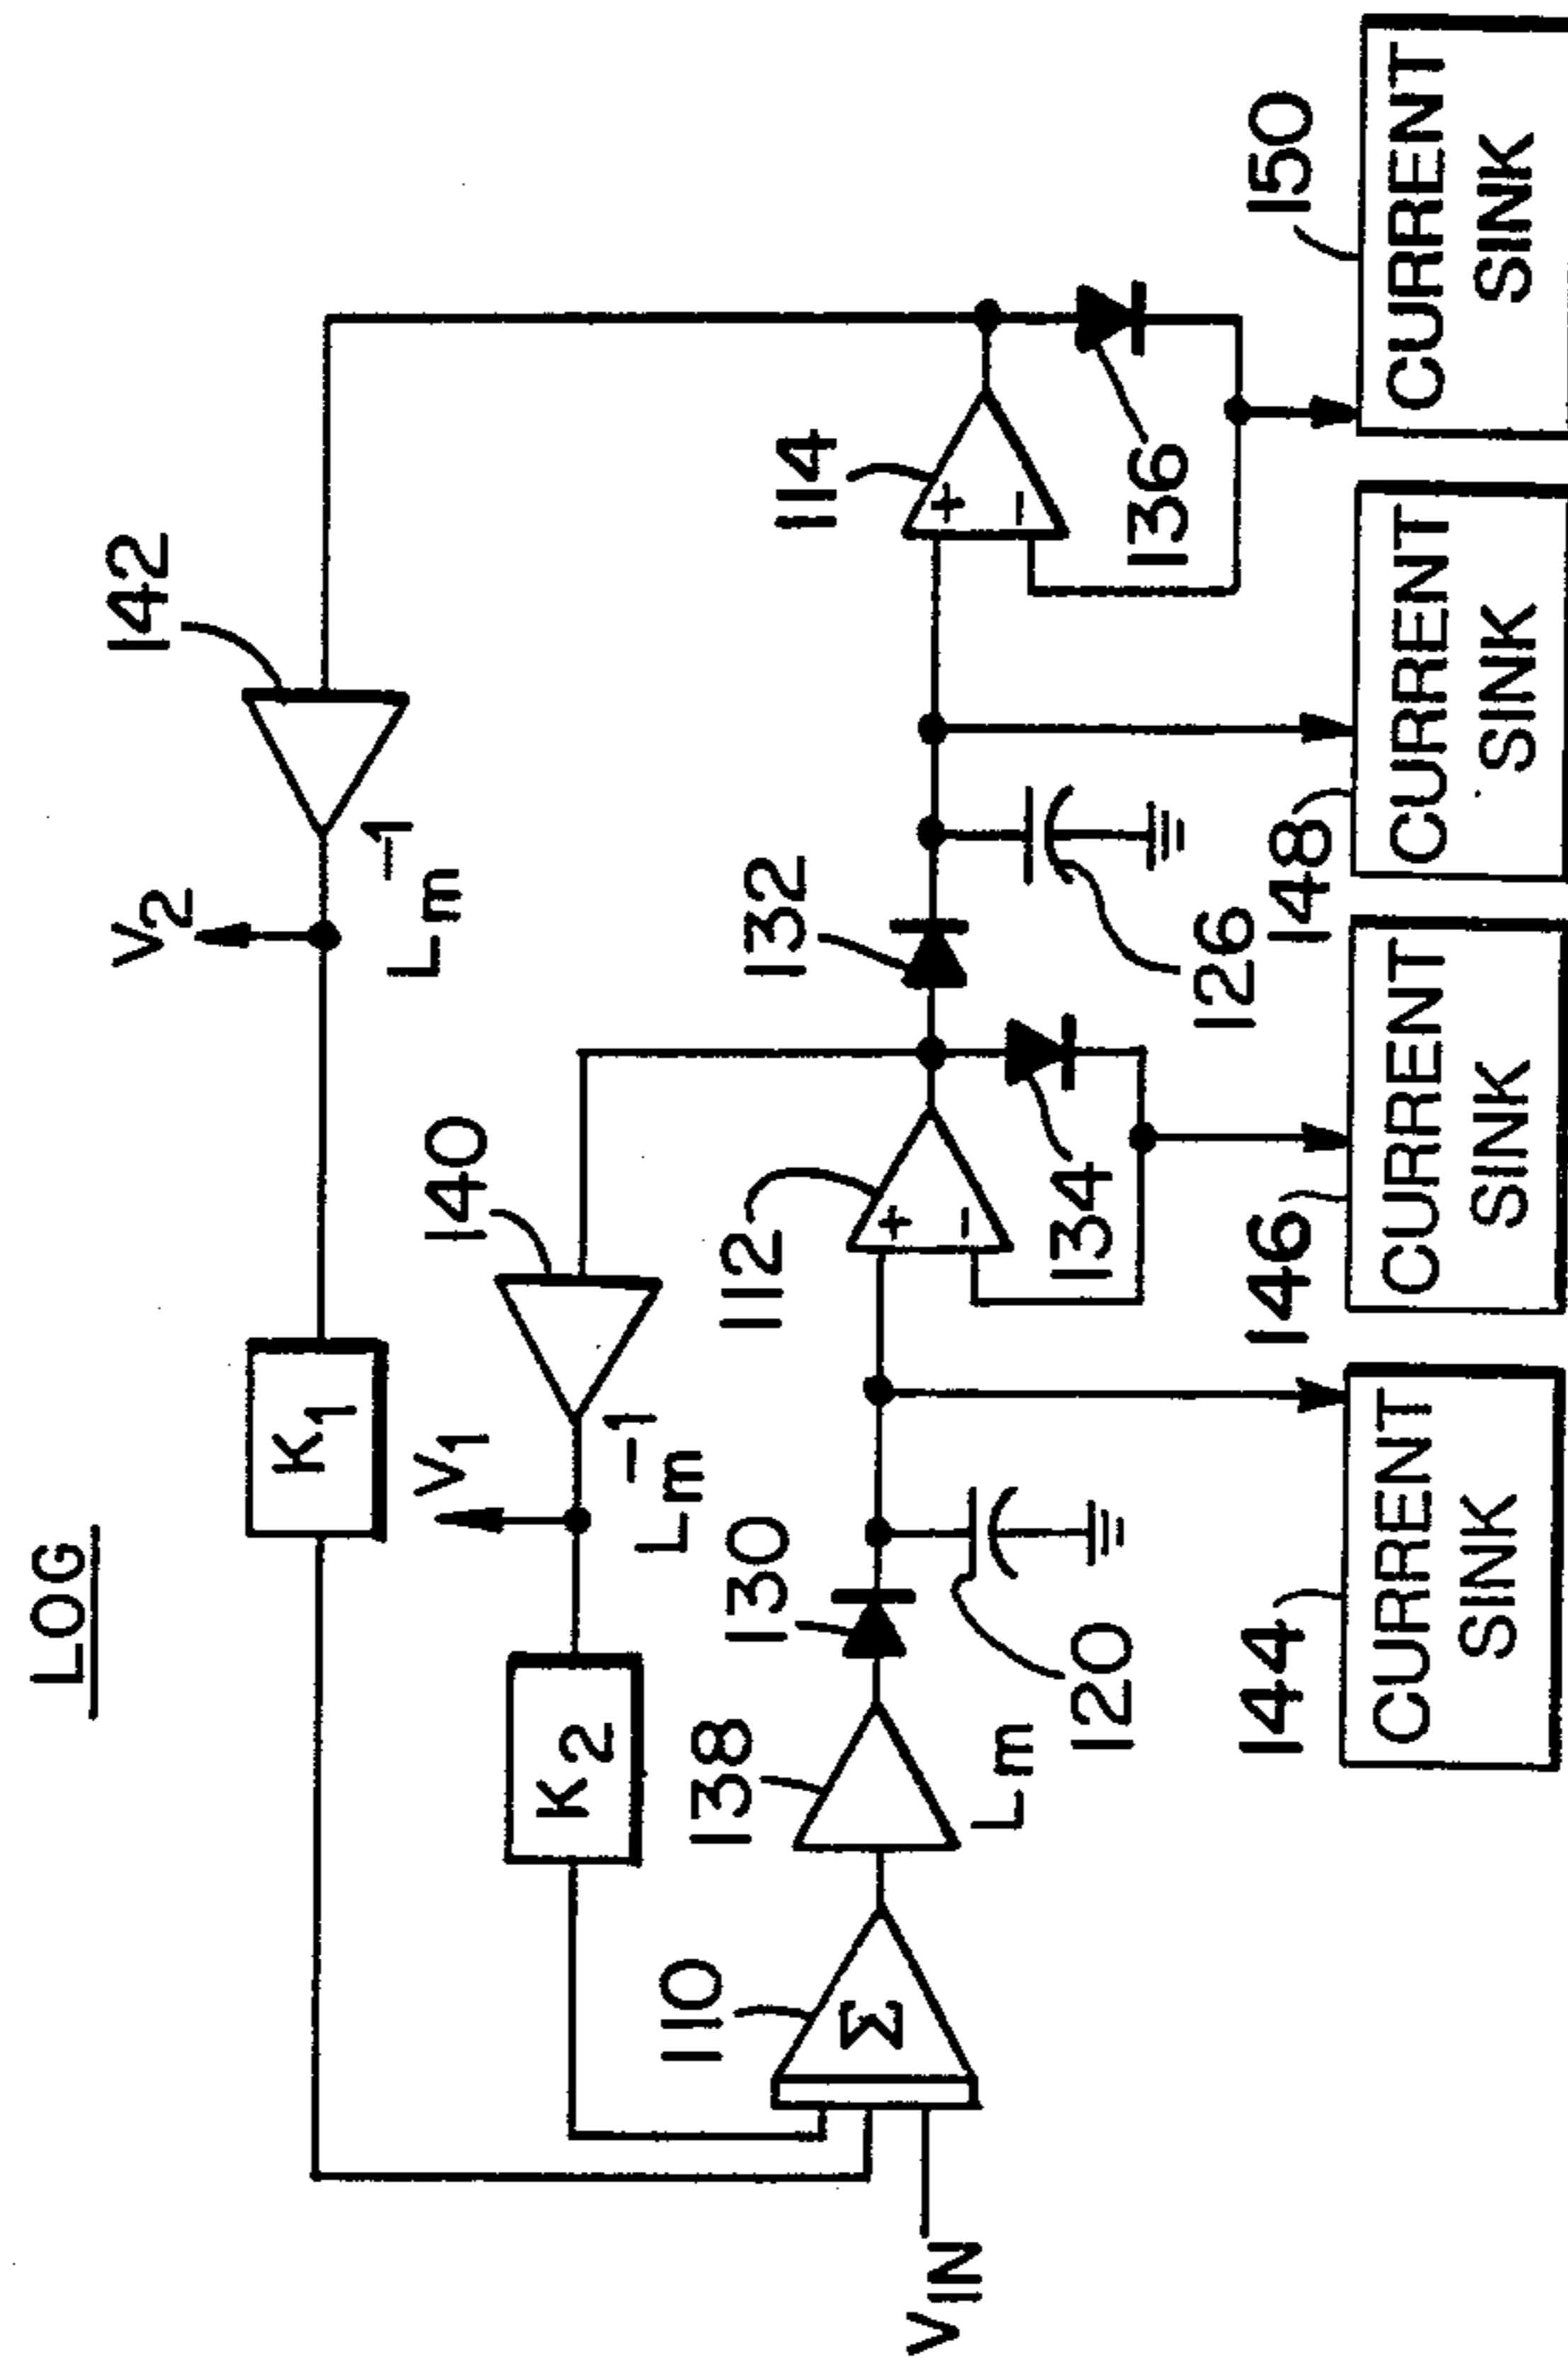 LOG
142
V2
K1
Lm-1
140
V1
K2
Lm-1
114
132
112
130
138
110
Σ
+
-
+
-
136
134
126
120
Lm
VIN
150
148
146
144
CURRENT
SINK
CURRENT
SINK
CURRENT
SINK
CURRENT
SINK